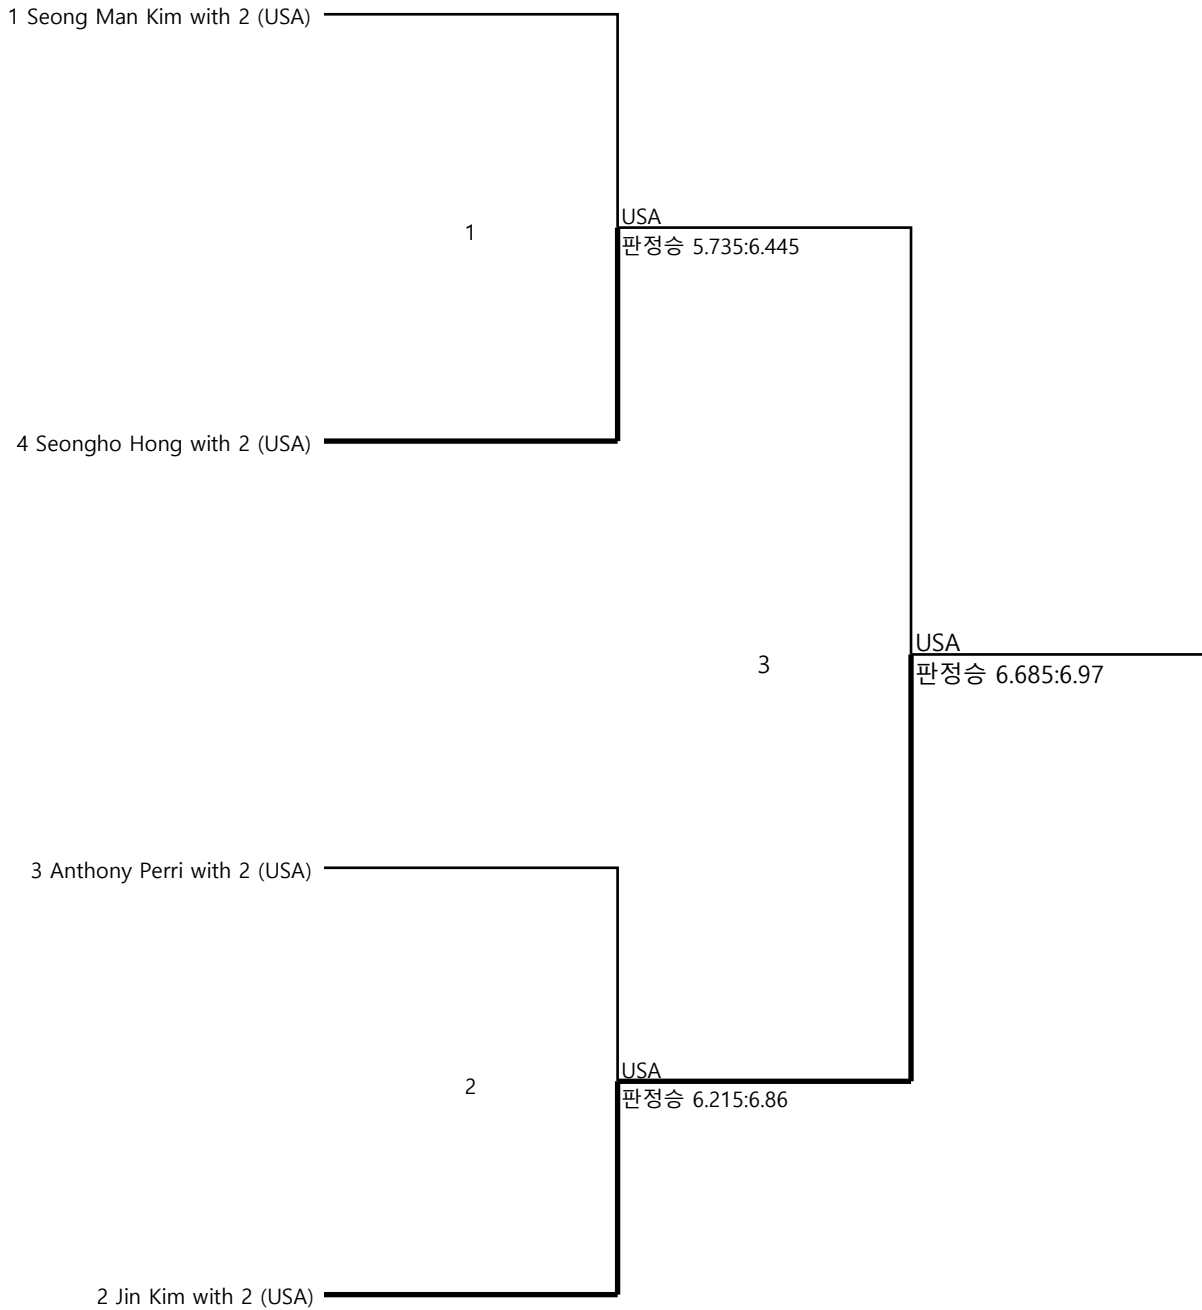 1 Seong Man Kim with 2 (USA)
USA
1
판정승 5.735:6.445
4 Seongho Hong with 2 (USA)
USA
3
판정승 6.685:6.97
3 Anthony Perri with 2 (USA)
USA
2
판정승 6.215:6.86
2 Jin Kim with 2 (USA)